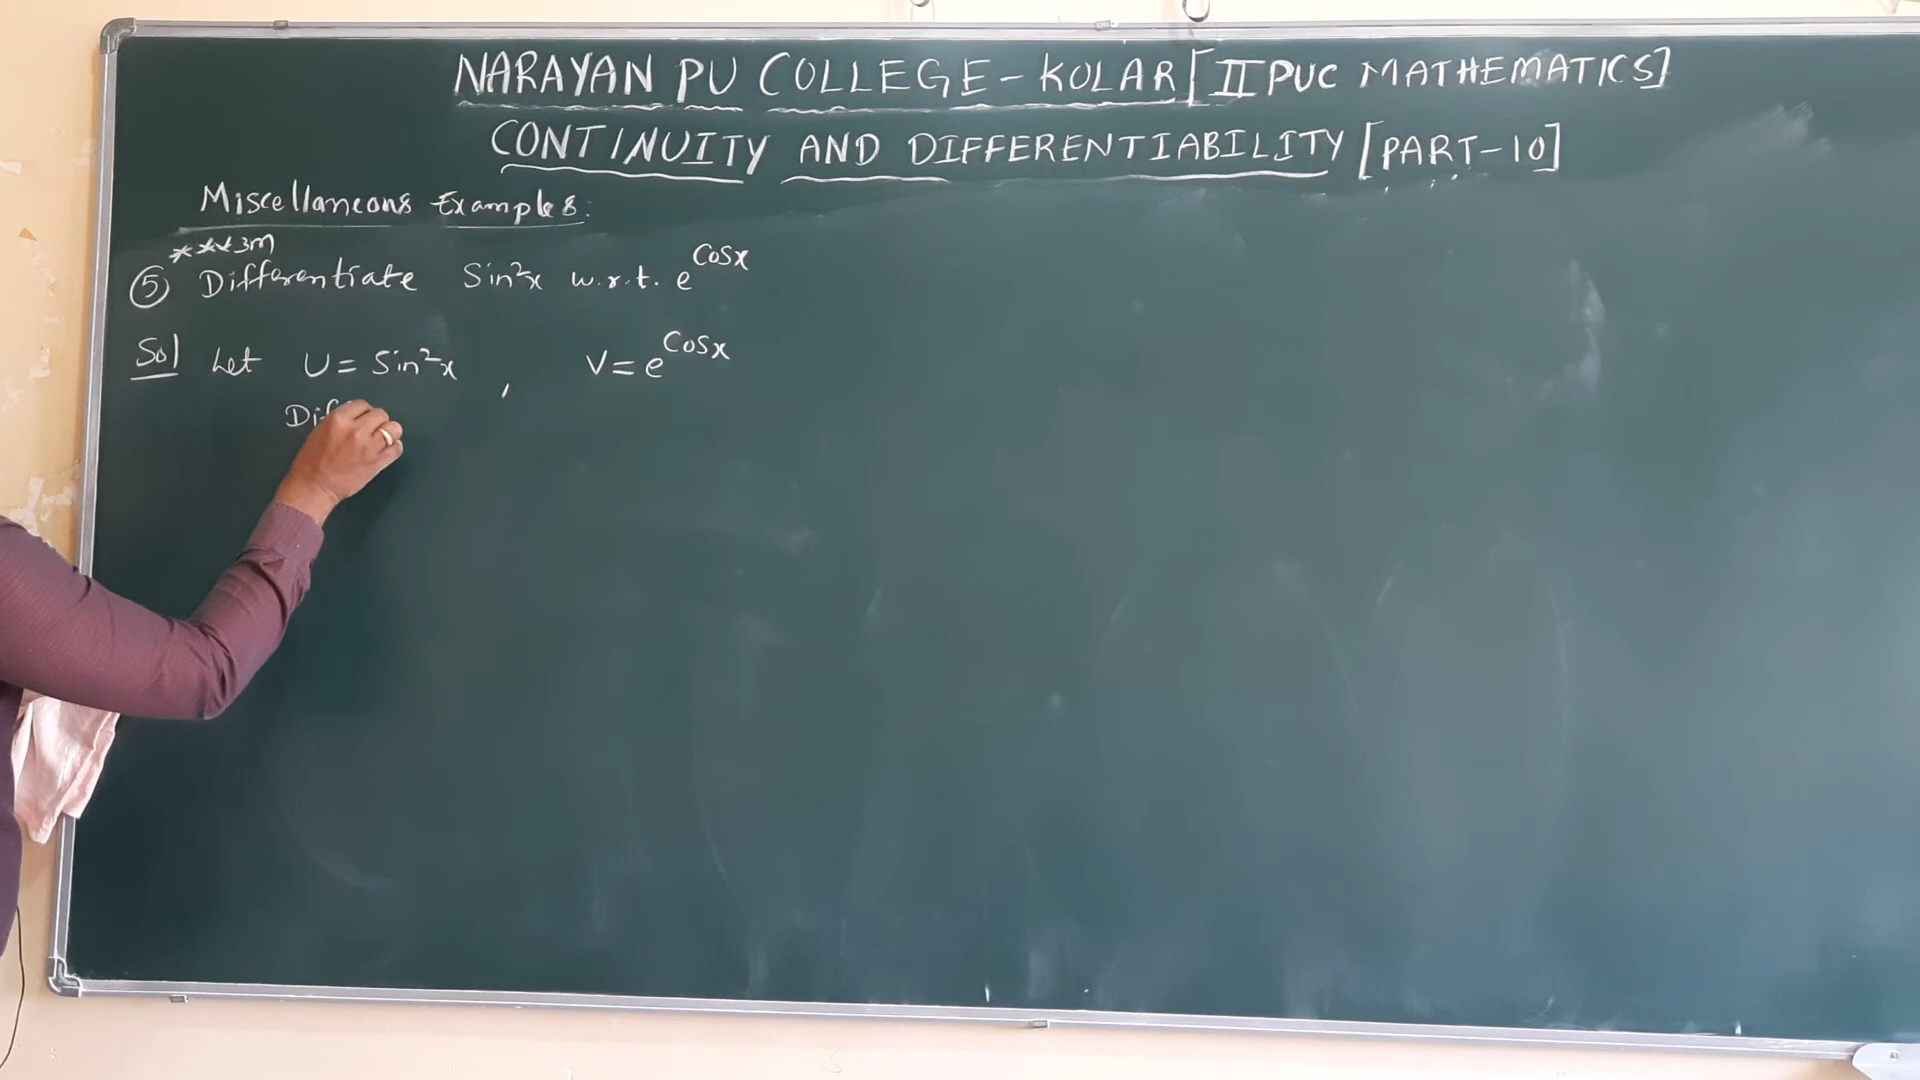 NARAYAN PU COLLEGE - KOLAR [II PUC MATHEMATICS]
CONTINUITY AND DIFFERENTIABILITY [PART-10]
Miscellaneous Examples:
***3M
⑤ Differentiate Sin²x w.r.t. e^Cosx
Sol Let U = Sin²x , V = e^Cosx
Dif